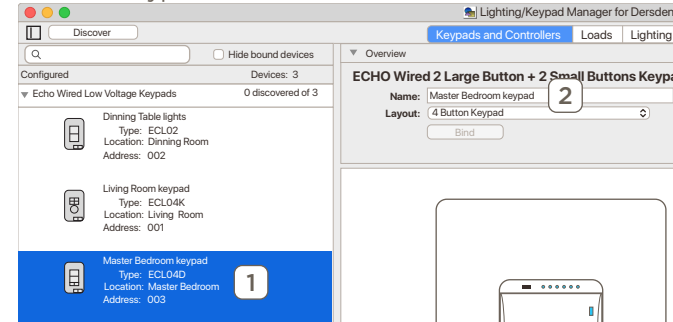 Lighting/Keypad Manager for Dersden
Discover
Keypads and Controllers Loads Lighting
Hide bound devices
Overview
Configured Devices: 3
ECHO Wired 2 Large Button + 2 Small Buttons Keypa
Echo Wired Low Voltage Keypads 0 discovered of 3
Name: Master Bedroom keypad
2
Layout: 4 Button Keypad
Bind
Dinning Table lights
Type: ECL02
Location: Dinning Room
Address: 002
Living Room keypad
Type: ECL04K
Location: Living Room
Address: 001
Master Bedroom keypad
Type: ECL04D
Location: Master Bedroom
Address: 003
1